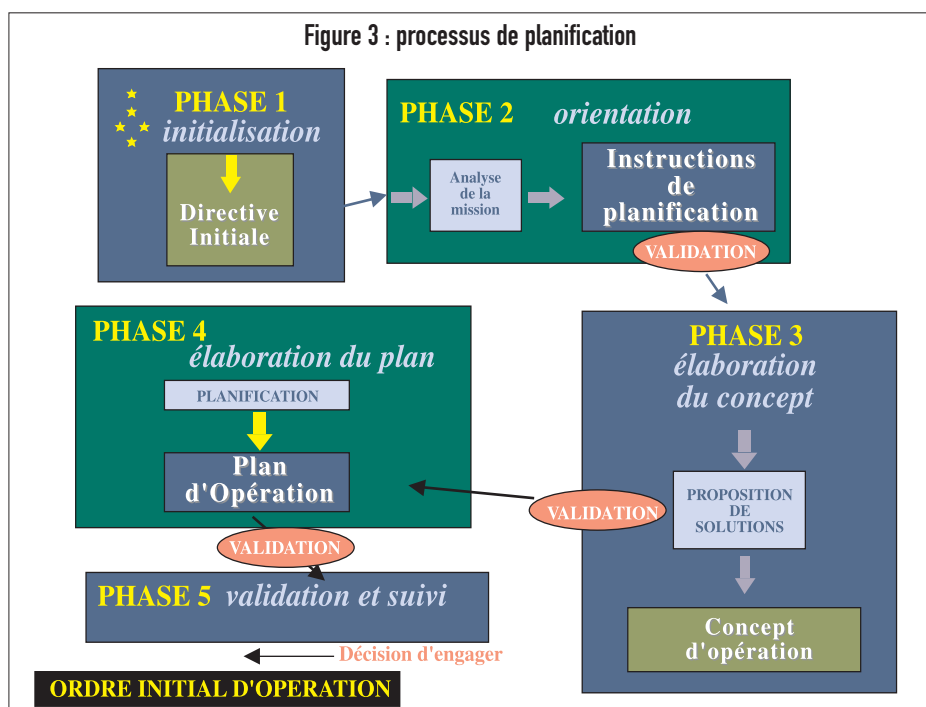 Figure 3 : processus de planification
PHASE 1
initialisation
Directive
Initiale
PHASE 2 orientation
Analyse
de la
mission
Instructions
de
planification
VALIDATION
PHASE 3
élaboration
du concept
PROPOSITION
DE
SOLUTIONS
VALIDATION
Concept
d'opération
PHASE 4
élaboration du plan
PLANIFICATION
Plan
d'Opération
VALIDATION
PHASE 5 validation et suivi
Décision d'engager
ORDRE INITIAL D'OPERATION